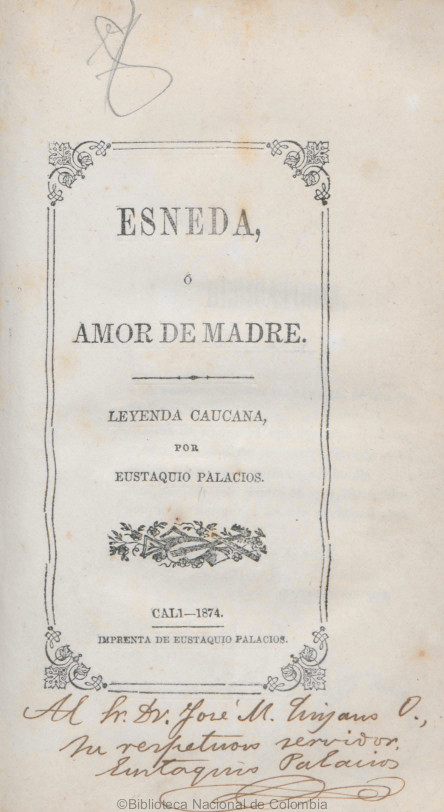 ESNEDA,
ó
AMOR DE MADRE.
LEYENDA CAUCANA,
POR
EUSTAQUIO PALACIOS.
CALI—1874.
IMPRENTA DE EUSTAQUIO PALACIOS.
Al Sr. Dr. José M. O.,
su respetuoso servidor,
Eustaquio Palacios
©Biblioteca Nacional de Colombia